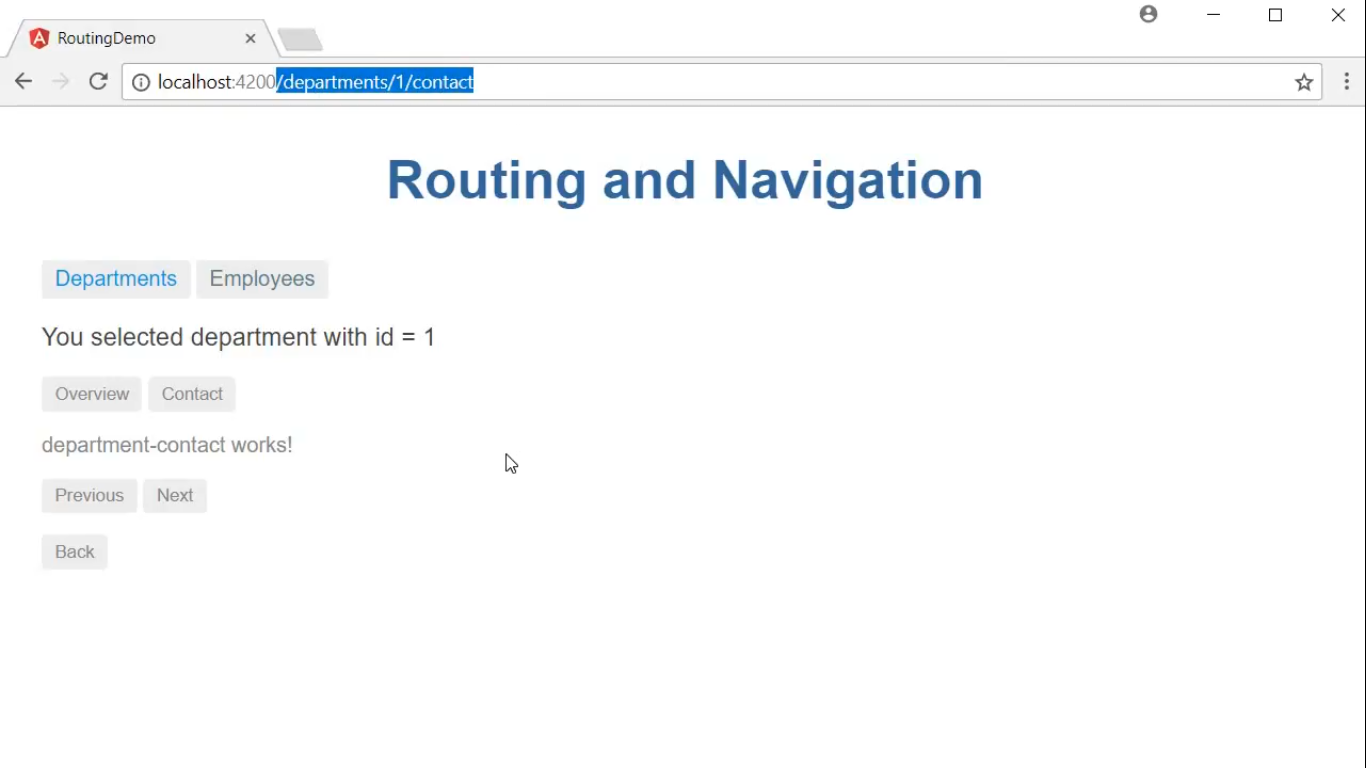 RoutingDemo
localhost:4200/departments/1/contact
Routing and Navigation
Departments Employees
You selected department with id = 1
Overview Contact
department-contact works!
Previous Next
Back